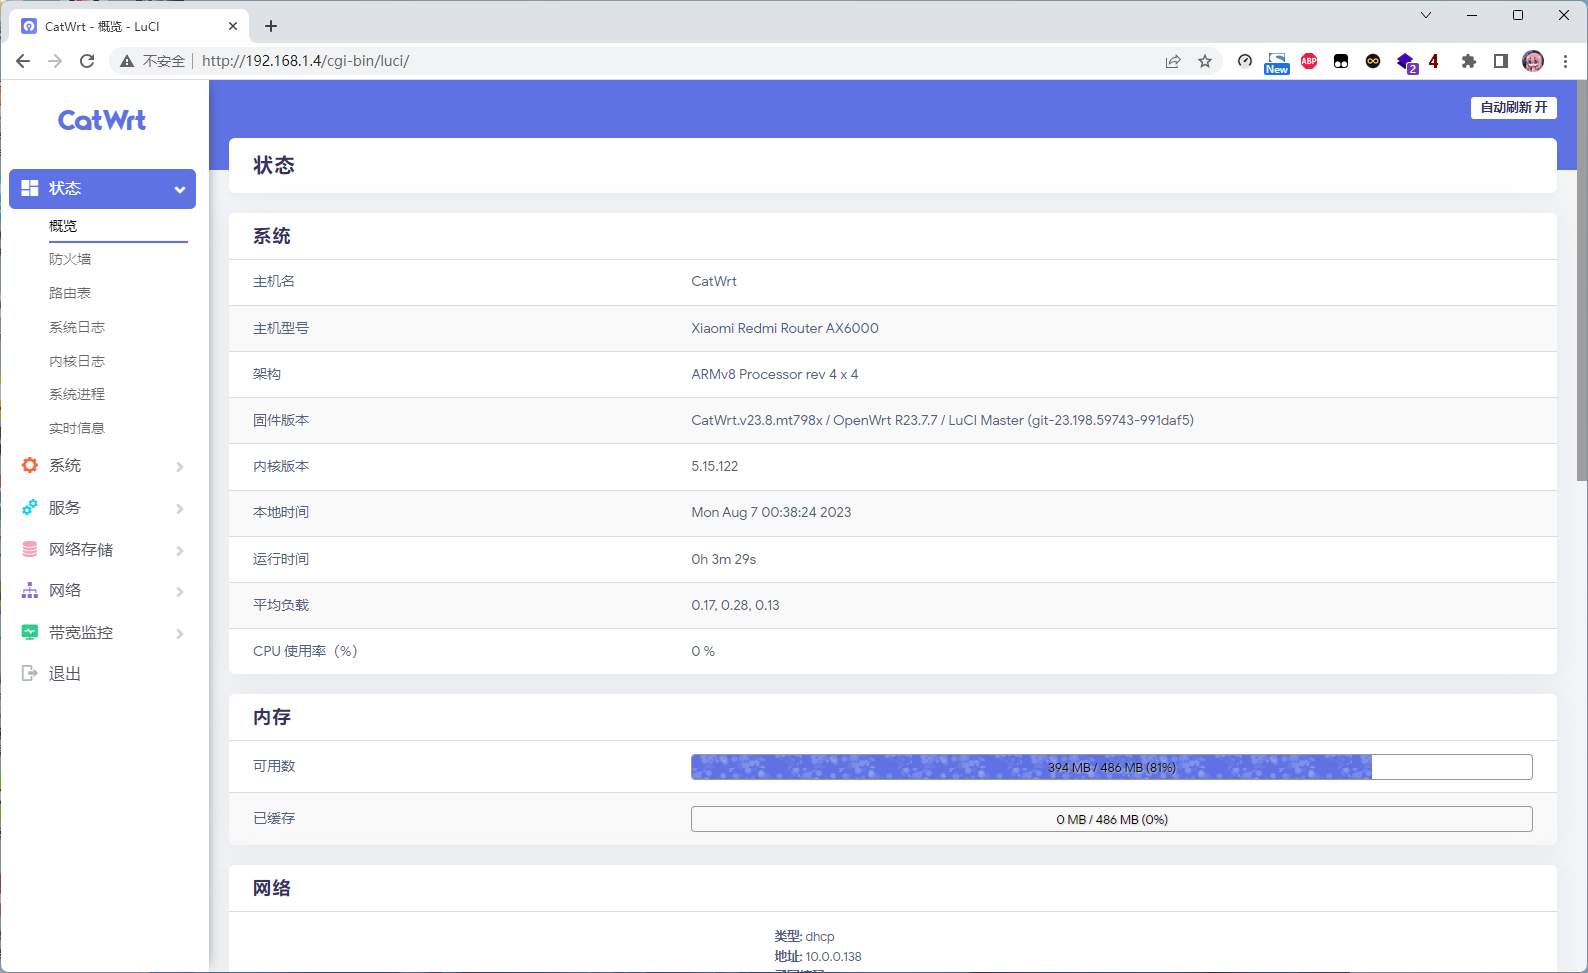 CatWrt - 概览 - LuCI
不安全 http://192.168.1.4/cgi-bin/luci/
ABP
New
2
4
CatWrt
自动刷新 开
状态
概览
防火墙
路由表
系统日志
内核日志
系统进程
实时信息
系统
服务
网络存储
网络
带宽监控
退出
状态
系统
主机名 CatWrt
主机型号 Xiaomi Redmi Router AX6000
架构 ARMv8 Processor rev 4 x 4
固件版本 CatWrt.v23.8.mt798x / OpenWrt R23.7.7 / LuCI Master (git-23.198.59743-991daf5)
内核版本 5.15.122
本地时间 Mon Aug 7 00:38:24 2023
运行时间 0h 3m 29s
平均负载 0.17, 0.28, 0.13
CPU 使用率（%） 0 %
内存
可用数 394 MB / 486 MB (81%)
已缓存 0 MB / 486 MB (0%)
网络
类型: dhcp
地址: 10.0.0.138